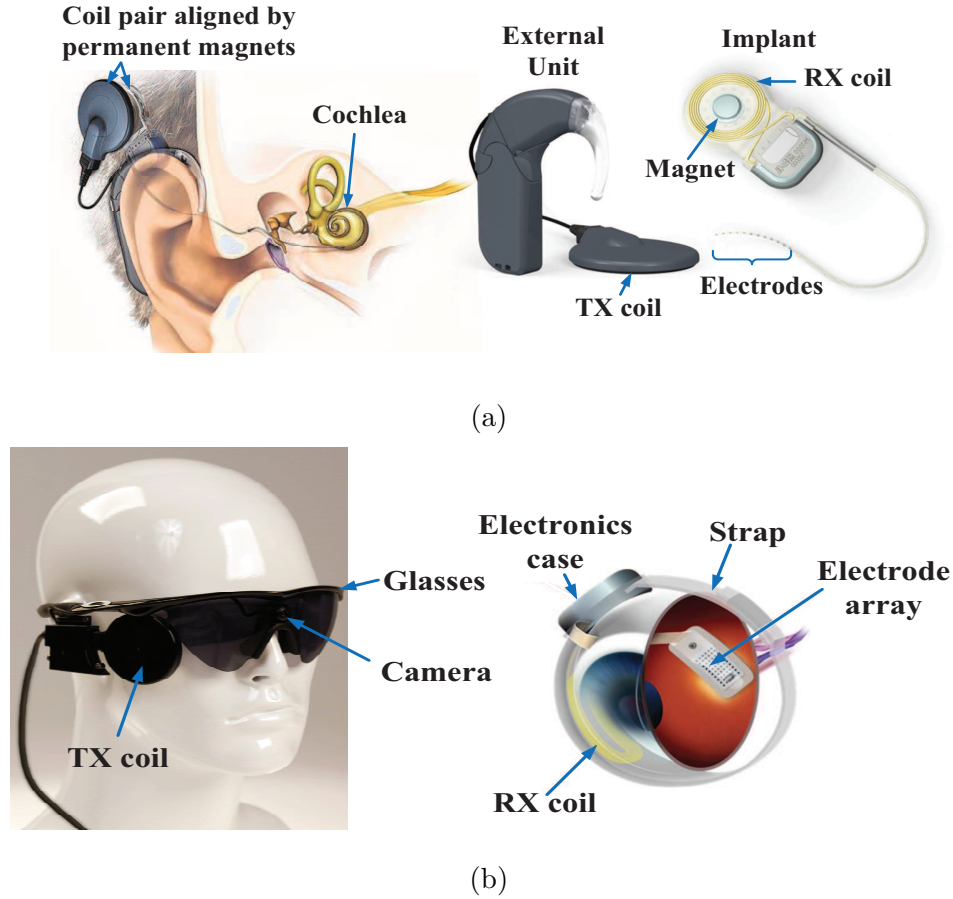 Coil pair aligned by
permanent magnets
Cochlea
External
Unit
TX coil
Implant
RX coil
Magnet
Electrodes
(a)
Glasses
Camera
TX coil
Electronics
case
Strap
Electrode
array
RX coil
(b)